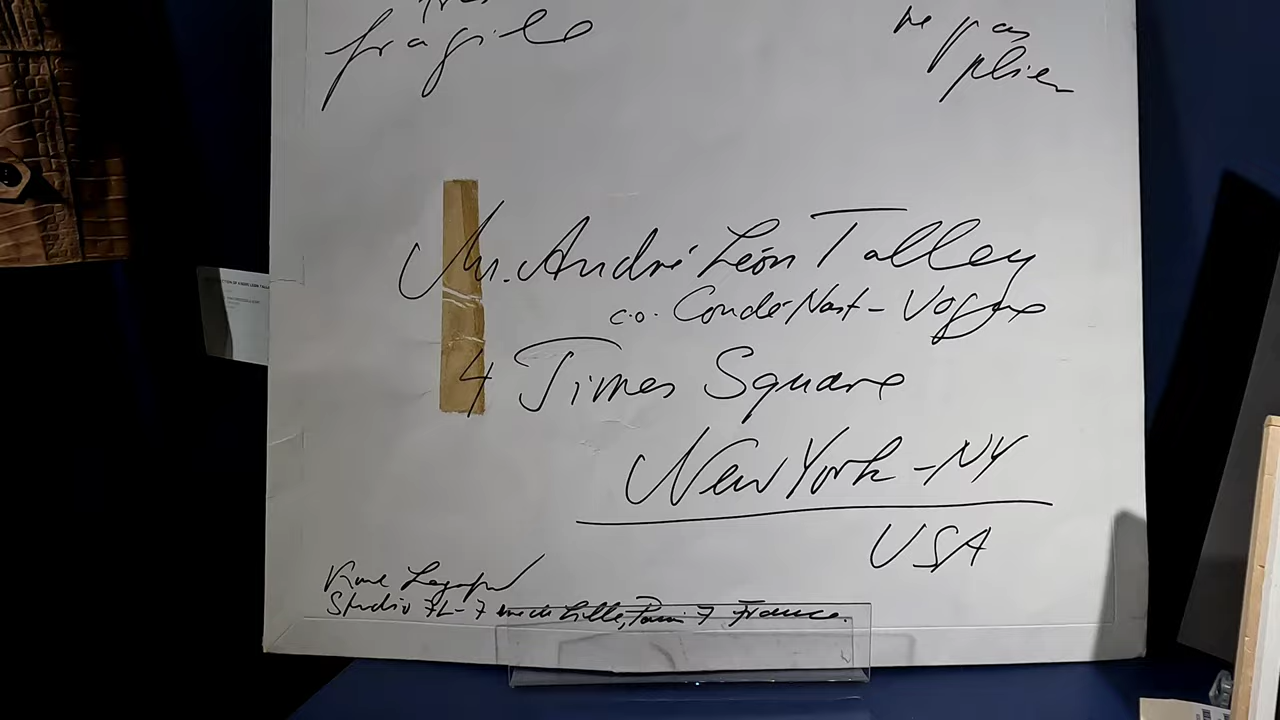 fragile
ne pas
plier
Mr. André Léon Talley
c.o. Condé Nast - Vogue
4 Times Square
New York - NY
USA
Karl Lagerfeld
Studio 7L - 7 rue de Lille, Paris 7 France.